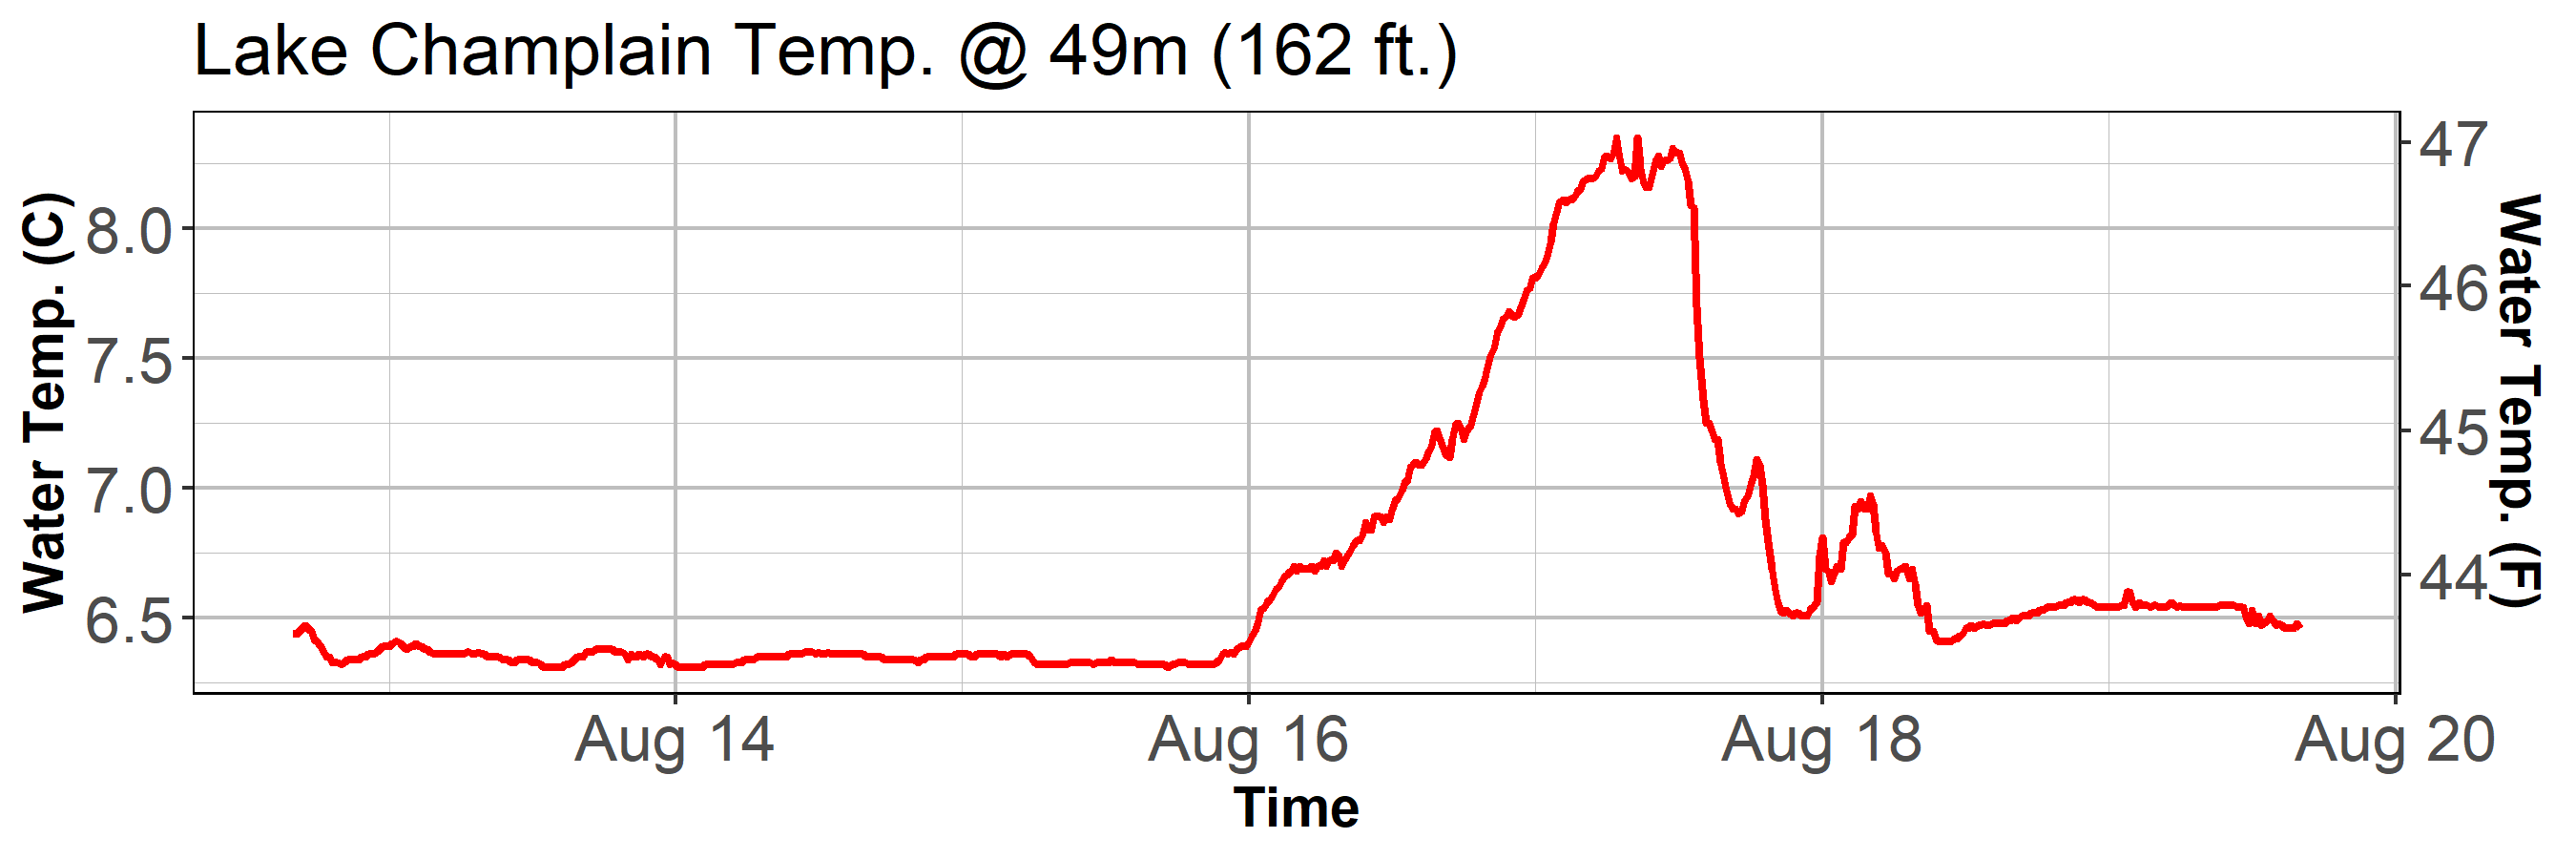 Lake Champlain Temp. @ 49m (162 ft.)
Water Temp. (C)
8.0
7.5
7.0
6.5
47
46
45
44
Water Temp. (F)
Aug 14
Aug 16
Aug 18
Aug 20
Time